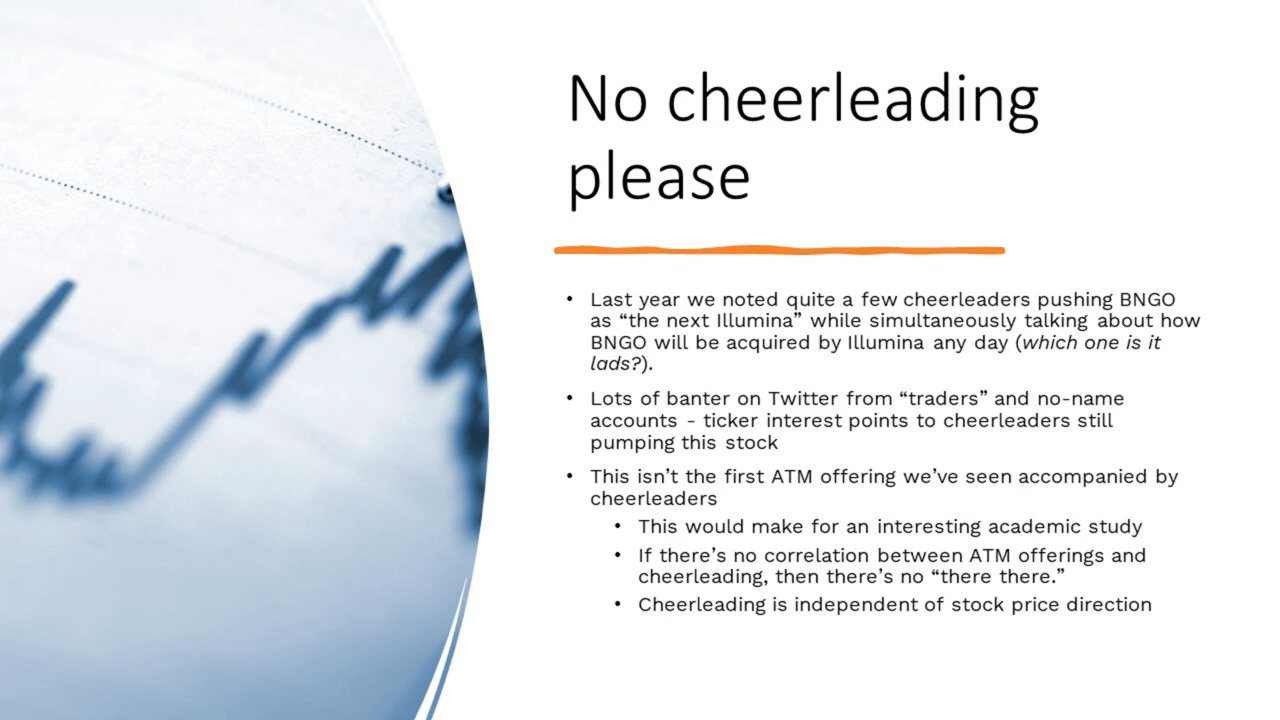 No cheerleading
please
• Last year we noted quite a few cheerleaders pushing BNGO
as “the next Illumina” while simultaneously talking about how
BNGO will be acquired by Illumina any day (which one is it
lads?).
• Lots of banter on Twitter from “traders” and no-name
accounts - ticker interest points to cheerleaders still
pumping this stock
• This isn’t the first ATM offering we’ve seen accompanied by
cheerleaders
• This would make for an interesting academic study
• If there’s no correlation between ATM offerings and
cheerleading, then there’s no “there there.”
• Cheerleading is independent of stock price direction